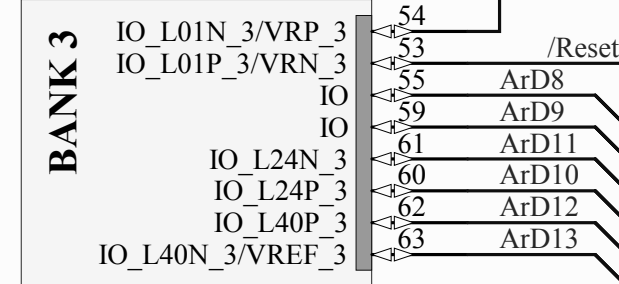 BANK 3
IO_L01N_3/VRP_3 54
IO_L01P_3/VRN_3 53 /Reset
IO 55 ArD8
IO 59 ArD9
IO_L24N_3 61 ArD11
IO_L24P_3 60 ArD10
IO_L40P_3 62 ArD12
IO_L40N_3/VREF_3 63 ArD13